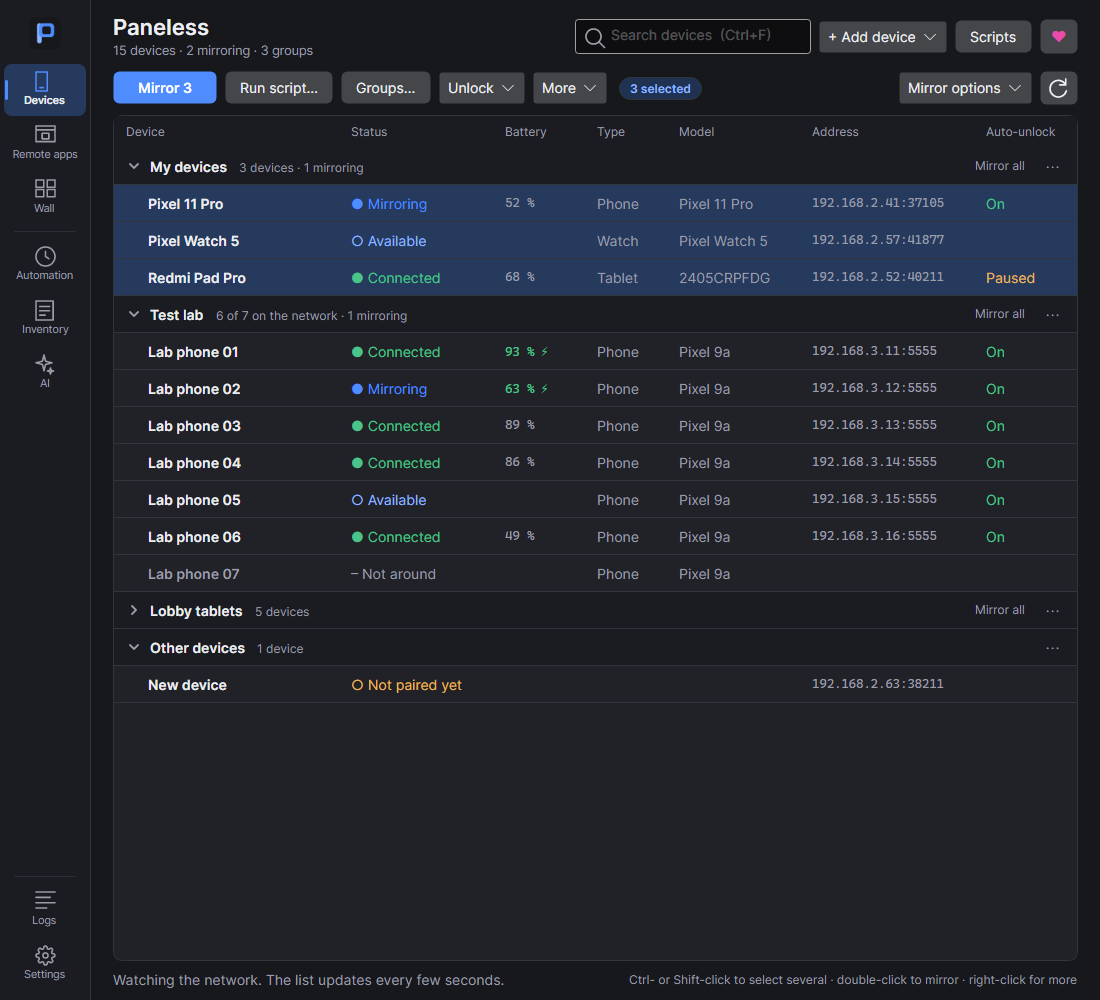 Paneless
15 devices · 2 mirroring · 3 groups
Search devices (Ctrl+F)
+ Add device
Scripts
Mirror 3
Run script...
Groups...
Unlock
More
3 selected
Mirror options
Devices
Remote apps
Wall
Automation
Inventory
AI
Logs
Settings
Device Status Battery Type Model Address Auto-unlock
My devices 3 devices · 1 mirroring Mirror all ...
Pixel 11 Pro Mirroring 52 % Phone Pixel 11 Pro 192.168.2.41:37105 On
Pixel Watch 5 Available Watch Pixel Watch 5 192.168.2.57:41877
Redmi Pad Pro Connected 68 % Tablet 2405CRPFDG 192.168.2.52:40211 Paused
Test lab 6 of 7 on the network · 1 mirroring Mirror all ...
Lab phone 01 Connected 93 % ⚡ Phone Pixel 9a 192.168.3.11:5555 On
Lab phone 02 Mirroring 63 % ⚡ Phone Pixel 9a 192.168.3.12:5555 On
Lab phone 03 Connected 89 % Phone Pixel 9a 192.168.3.13:5555 On
Lab phone 04 Connected 86 % Phone Pixel 9a 192.168.3.14:5555 On
Lab phone 05 Available Phone Pixel 9a 192.168.3.15:5555 On
Lab phone 06 Connected 49 % Phone Pixel 9a 192.168.3.16:5555 On
Lab phone 07 – Not around Phone Pixel 9a
Lobby tablets 5 devices Mirror all ...
Other devices 1 device ...
New device Not paired yet 192.168.2.63:38211
Watching the network. The list updates every few seconds.
Ctrl- or Shift-click to select several · double-click to mirror · right-click for more